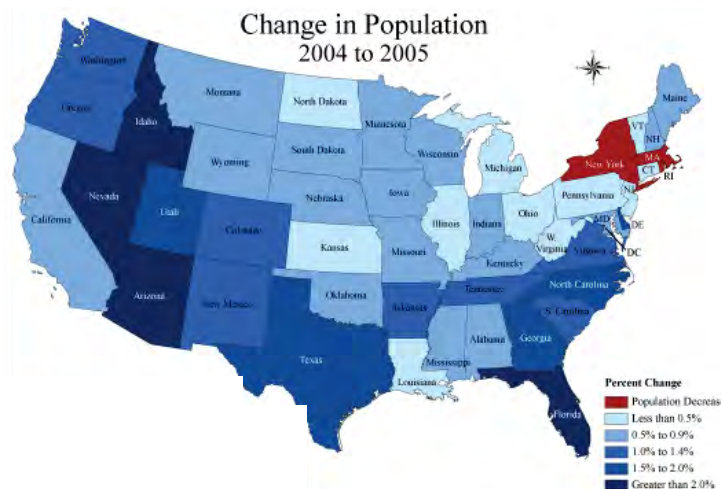 Change in Population
2004 to 2005
Washington
Oregon
Idaho
Montana
North Dakota
Minnesota
Wisconsin
Michigan
Maine
VT
NH
New York
MA
CT
RI
Wyoming
South Dakota
Nebraska
Iowa
Illinois
Indiana
Ohio
Pennsylvania
NJ
MD
DE
DC
Nevada
Utah
Colorado
Kansas
Missouri
Kentucky
W.
Virginia
Virginia
California
Arizona
New Mexico
Oklahoma
Arkansas
Tennessee
North Carolina
S. Carolina
Texas
Louisiana
Mississippi
Alabama
Georgia
Florida
Percent Change
Population Decreas
Less than 0.5%
0.5% to 0.9%
1.0% to 1.4%
1.5% to 2.0%
Greater than 2.0%